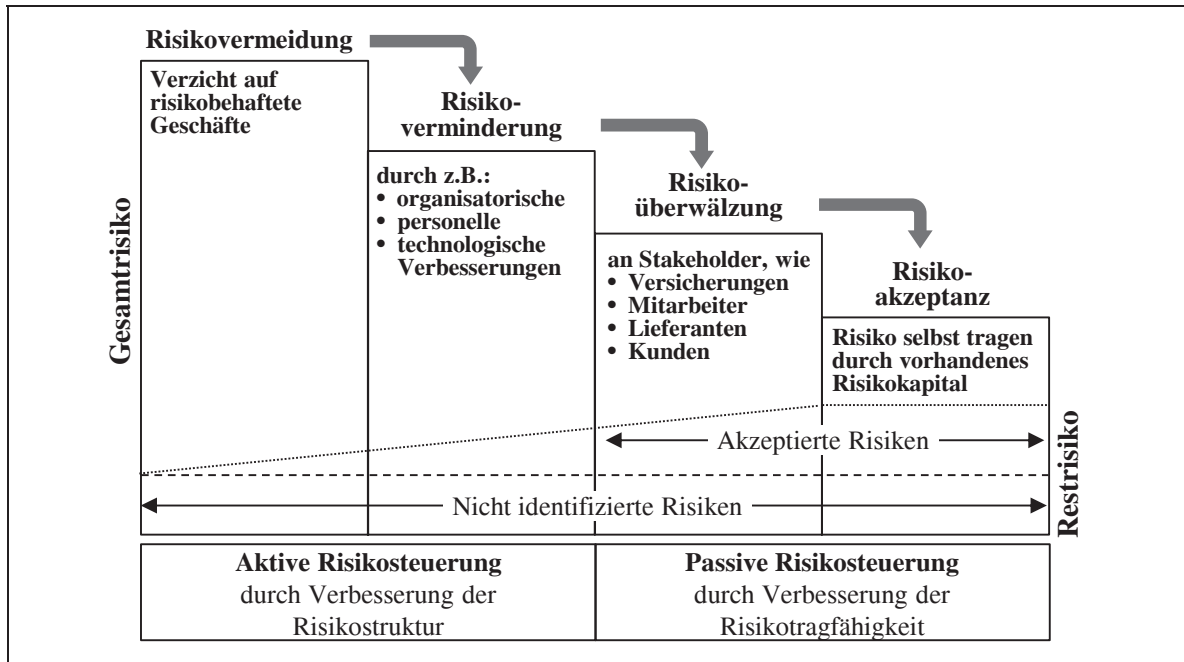 Risikovermeidung
Verzicht auf
risikobehaftete
Geschäfte
Risiko-
verminderung
durch z.B.:
• organisatorische
• personelle
• technologische
Verbesserungen
Risiko-
überwälzung
an Stakeholder, wie
• Versicherungen
• Mitarbeiter
• Lieferanten
• Kunden
Risiko-
akzeptanz
Risiko selbst tragen
durch vorhandenes
Risikokapital
Gesamtrisiko
Akzeptierte Risiken
Nicht identifizierte Risiken
Restrisiko
Aktive Risikosteuerung
durch Verbesserung der
Risikostruktur
Passive Risikosteuerung
durch Verbesserung der
Risikotragfähigkeit